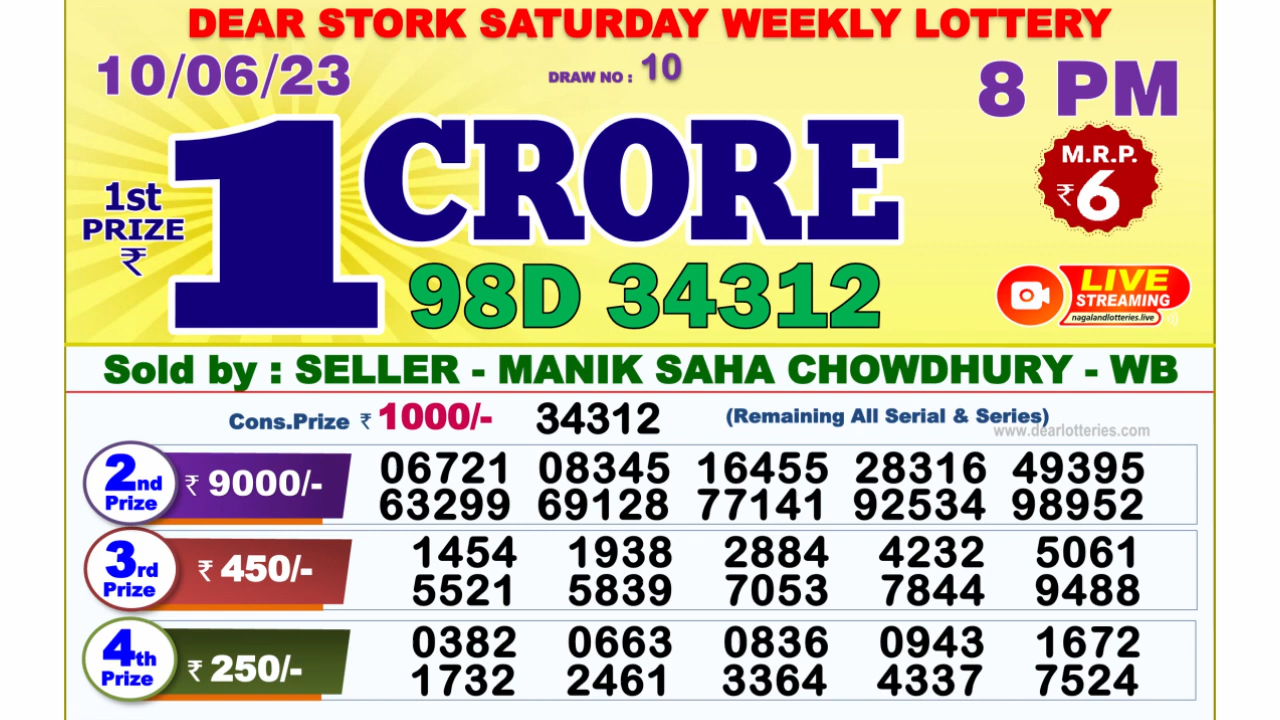 DEAR STORK SATURDAY WEEKLY LOTTERY
10/06/23
DRAW NO : 10
8 PM
1st
PRIZE
₹
1 CRORE
M.R.P.
₹ 6
98D 34312
LIVE
STREAMING
nagalandlotteries.live
Sold by : SELLER - MANIK SAHA CHOWDHURY - WB
Cons.Prize ₹ 1000/- 34312 (Remaining All Serial & Series)
www.dearlotteries.com
2nd Prize ₹ 9000/-
06721 08345 16455 28316 49395
63299 69128 77141 92534 98952
3rd Prize ₹ 450/-
1454 1938 2884 4232 5061
5521 5839 7053 7844 9488
4th Prize ₹ 250/-
0382 0663 0836 0943 1672
1732 2461 3364 4337 7524